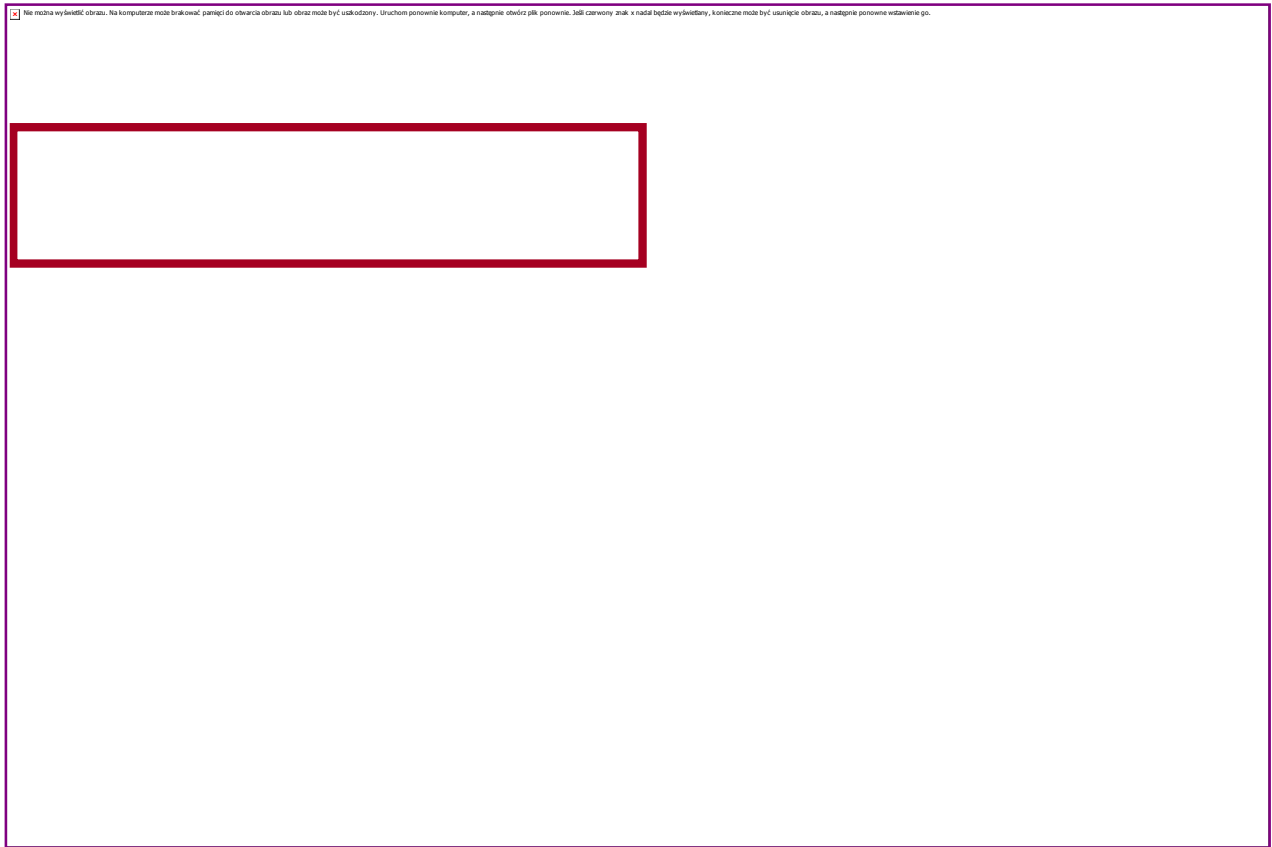 Nie można wyświetlić obrazu. Na komputerze może brakować pamięci do otwarcia obrazu lub obraz może być uszkodzony. Uruchom ponownie komputer, a następnie otwórz plik ponownie. Jeśli czerwony znak x nadal będzie wyświetlany, konieczne może być usunięcie obrazu, a następnie ponowne wstawienie go.